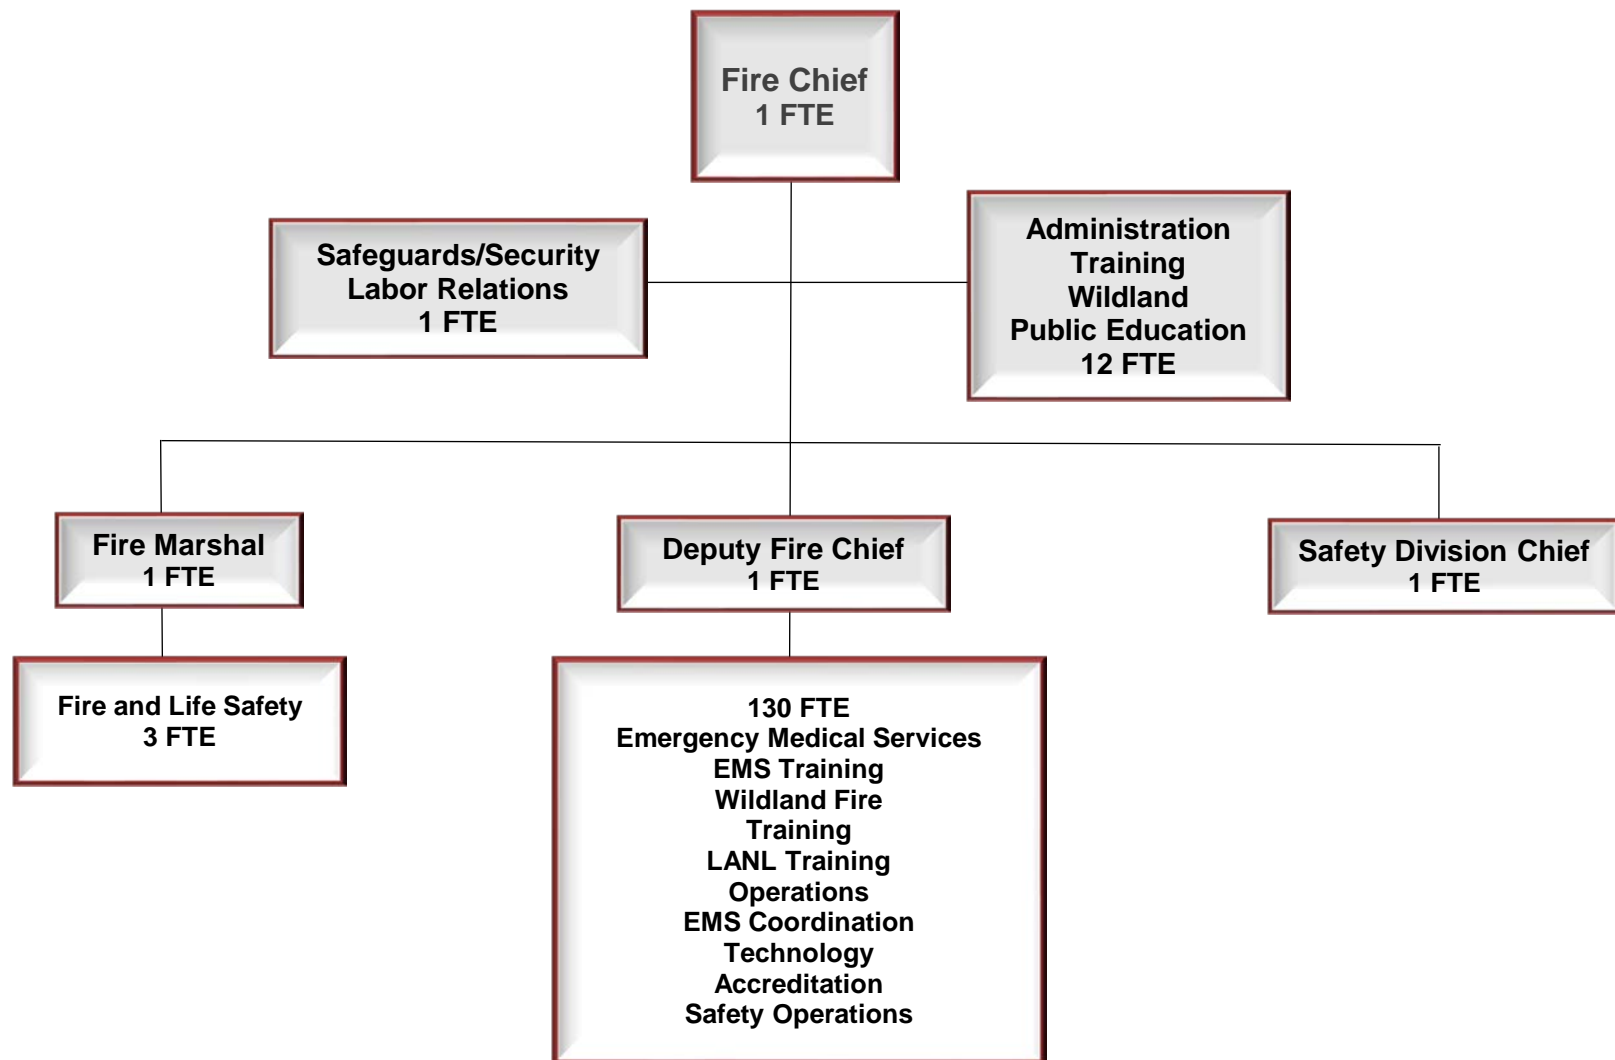 Fire Chief
1 FTE
Safeguards/Security
Labor Relations
1 FTE
Administration
Training
Wildland
Public Education
12 FTE
Fire Marshal
1 FTE
Deputy Fire Chief
1 FTE
Safety Division Chief
1 FTE
Fire and Life Safety
3 FTE
130 FTE
Emergency Medical Services
EMS Training
Wildland Fire
Training
LANL Training
Operations
EMS Coordination
Technology
Accreditation
Safety Operations